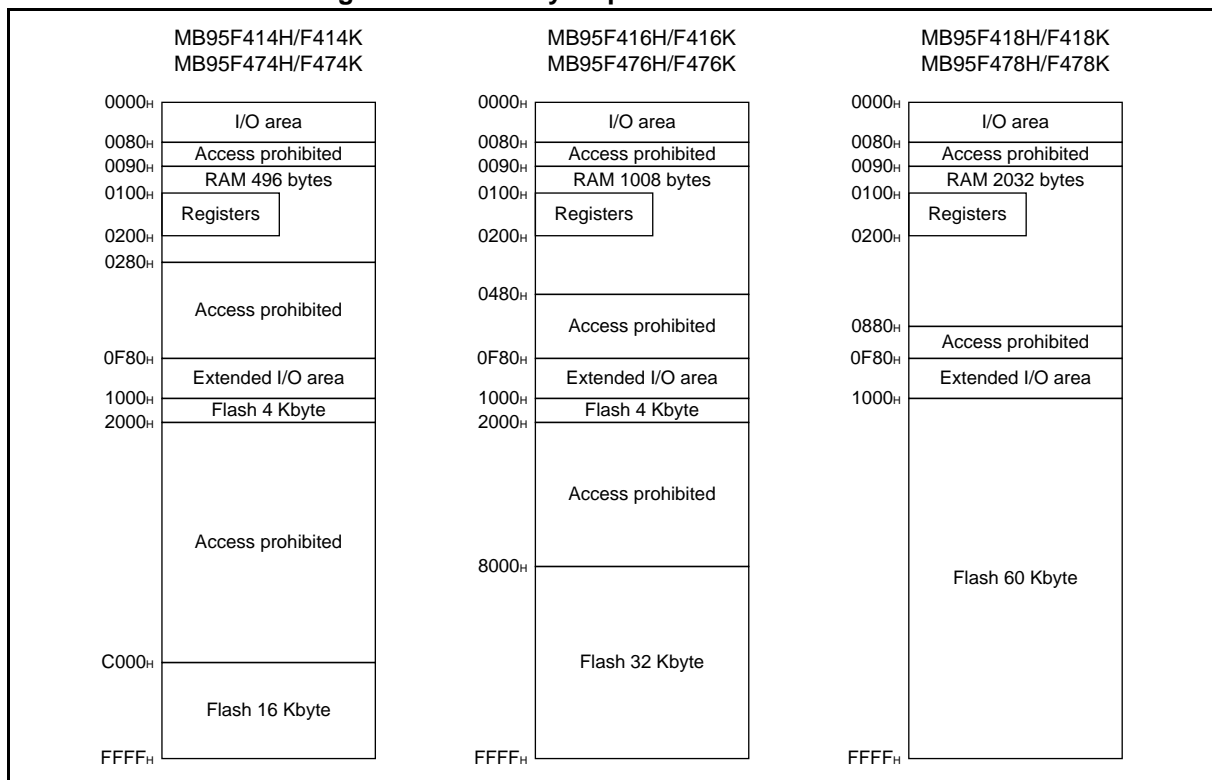 MB95F414H/F414K
MB95F474H/F474K
0000H
I/O area
0080H
Access prohibited
0090H
RAM 496 bytes
0100H
Registers
0200H
0280H
Access prohibited
0F80H
Extended I/O area
1000H
Flash 4 Kbyte
2000H
Access prohibited
C000H
Flash 16 Kbyte
FFFFH
MB95F416H/F416K
MB95F476H/F476K
0000H
I/O area
0080H
Access prohibited
0090H
RAM 1008 bytes
0100H
Registers
0200H
0480H
Access prohibited
0F80H
Extended I/O area
1000H
Flash 4 Kbyte
2000H
Access prohibited
8000H
Flash 32 Kbyte
FFFFH
MB95F418H/F418K
MB95F478H/F478K
0000H
I/O area
0080H
Access prohibited
0090H
RAM 2032 bytes
0100H
Registers
0200H
0880H
Access prohibited
0F80H
Extended I/O area
1000H
Flash 60 Kbyte
FFFFH